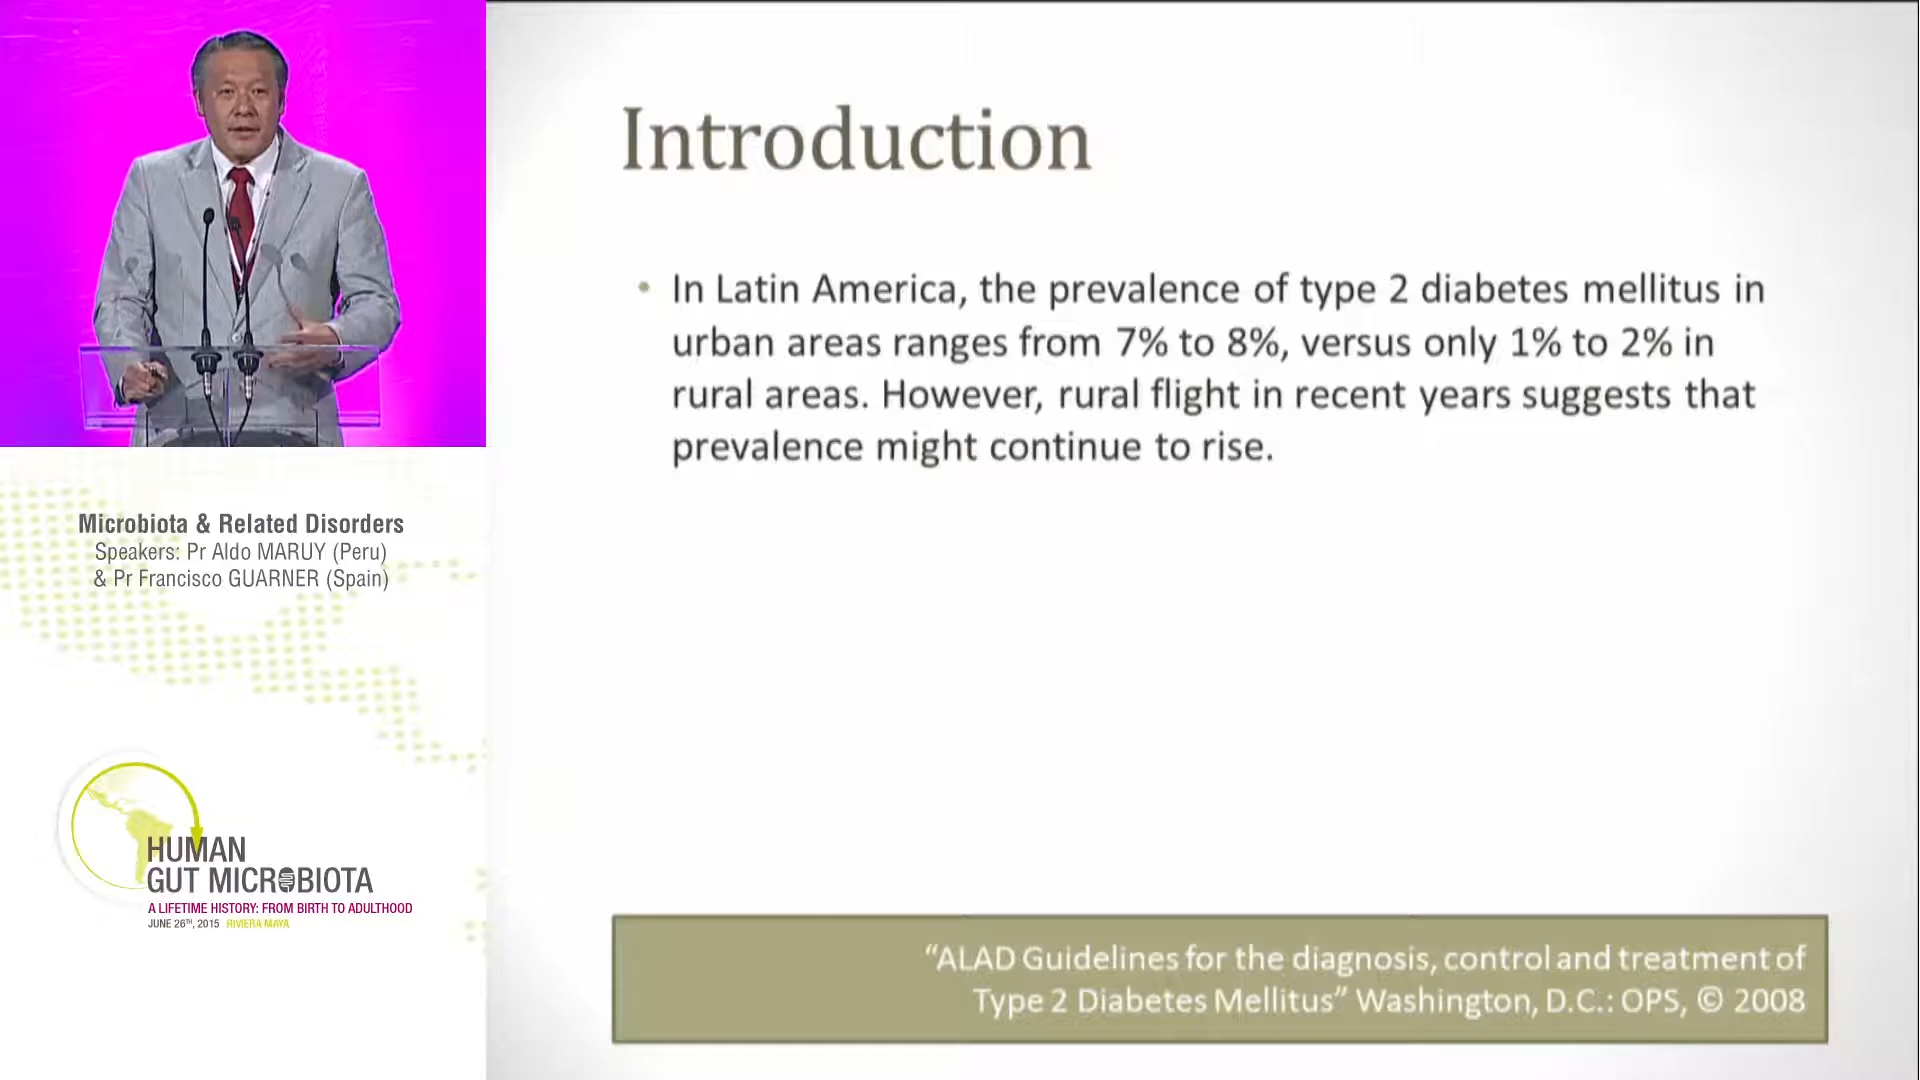 Introduction
• In Latin America, the prevalence of type 2 diabetes mellitus in
urban areas ranges from 7% to 8%, versus only 1% to 2% in
rural areas. However, rural flight in recent years suggests that
prevalence might continue to rise.
“ALAD Guidelines for the diagnosis, control and treatment of
Type 2 Diabetes Mellitus” Washington, D.C.: OPS, © 2008
Microbiota & Related Disorders
Speakers: Pr Aldo MARUY (Peru)
& Pr Francisco GUARNER (Spain)
HUMAN
GUT MICROBIOTA
A LIFETIME HISTORY: FROM BIRTH TO ADULTHOOD
JUNE 26TH, 2015 RIVIERA MAYA